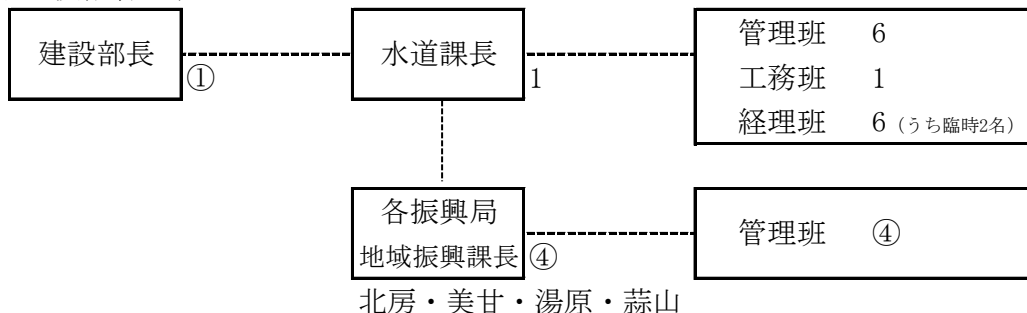 建設部長 ①
水道課長 1
管理班 6
工務班 1
経理班 6 (うち臨時2名)
各振興局
地域振興課長 ④
管理班 ④
北房・美甘・湯原・蒜山